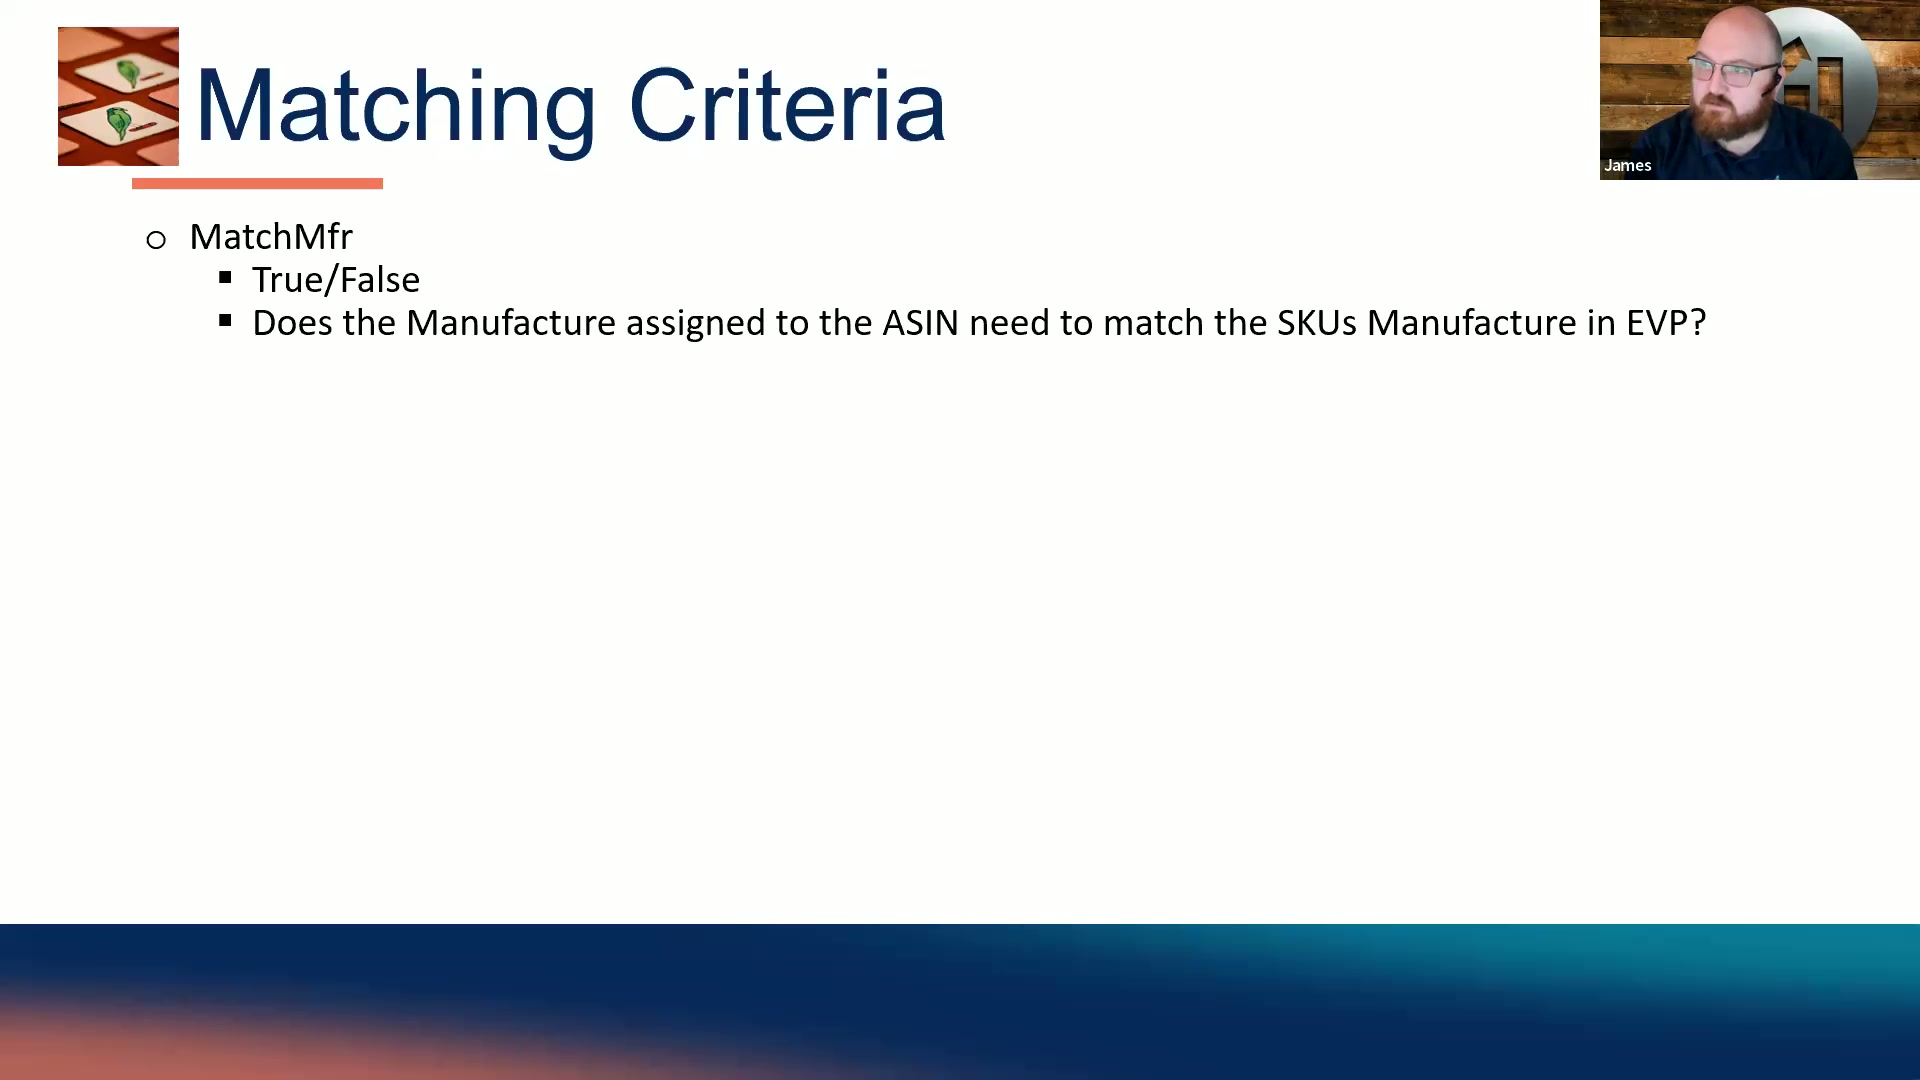 Matching Criteria
James
MatchMfr
True/False
Does the Manufacture assigned to the ASIN need to match the SKUs Manufacture in EVP?